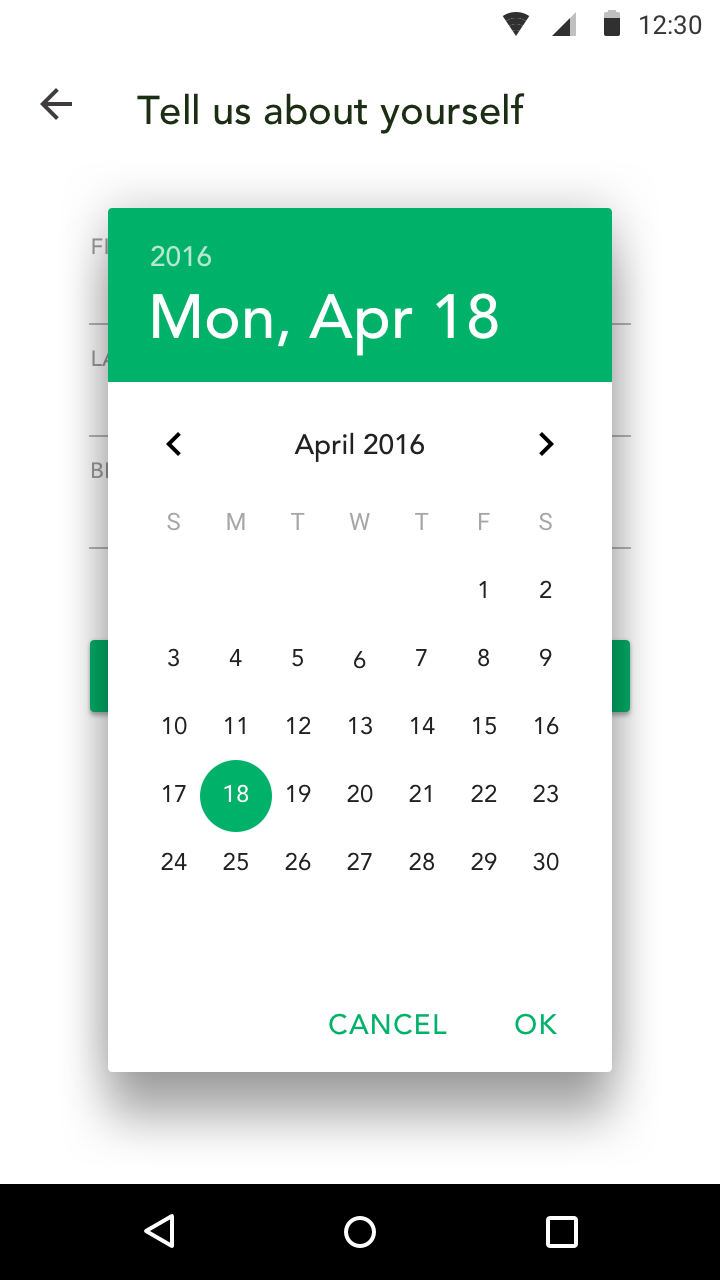 12:30
Tell us about yourself
2016
Mon, Apr 18
April 2016
S M T W T F S
1 2
3 4 5 6 7 8 9
10 11 12 13 14 15 16
17 18 19 20 21 22 23
24 25 26 27 28 29 30
CANCEL OK